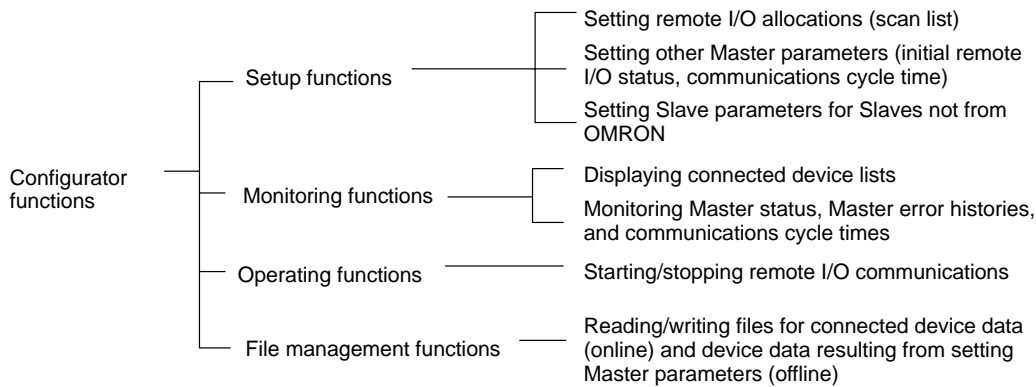 Configurator
functions
Setup functions
Setting remote I/O allocations (scan list)
Setting other Master parameters (initial remote
I/O status, communications cycle time)
Setting Slave parameters for Slaves not from
OMRON
Monitoring functions
Displaying connected device lists
Monitoring Master status, Master error histories,
and communications cycle times
Operating functions
Starting/stopping remote I/O communications
File management functions
Reading/writing files for connected device data
(online) and device data resulting from setting
Master parameters (offline)